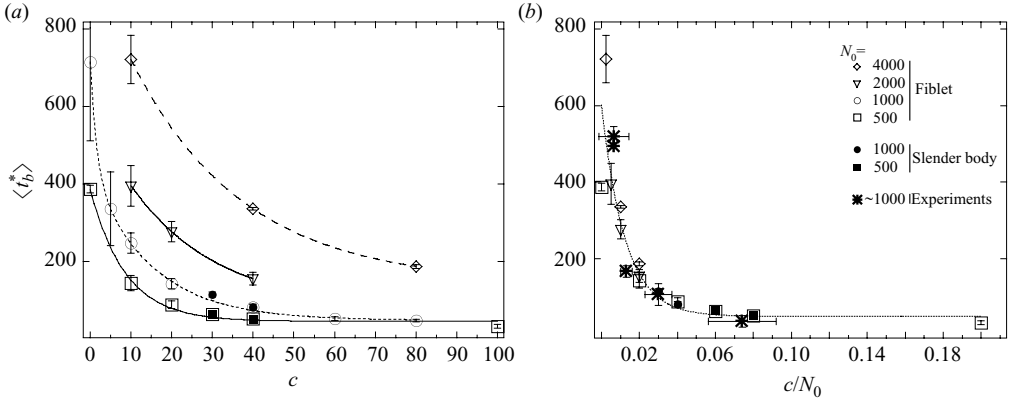 (a)
800
600
400
200
⟨t_b^*⟩
0 10 20 30 40 50 60 70 80 90 100
c
(b)
800
600
400
200
0.02 0.06 0.10 0.14 0.18
c/N₀
N₀=
4000
2000 Fiblet
1000
500
1000 Slender body
500
~1000 Experiments